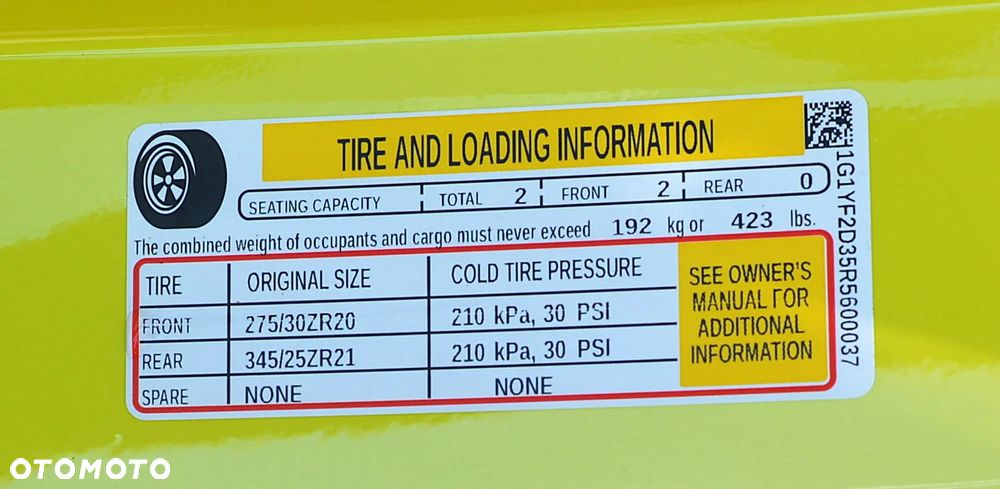 TIRE AND LOADING INFORMATION
SEATING CAPACITY TOTAL 2 FRONT 2 REAR 0
The combined weight of occupants and cargo must never exceed 192 kg or 423 lbs.
TIRE ORIGINAL SIZE COLD TIRE PRESSURE
FRONT 275/30ZR20 210 kPa, 30 PSI
REAR 345/25ZR21 210 kPa, 30 PSI
SPARE NONE NONE
SEE OWNER'S
MANUAL FOR
ADDITIONAL
INFORMATION
1G1YF2D35R5600037
OTOMOTO